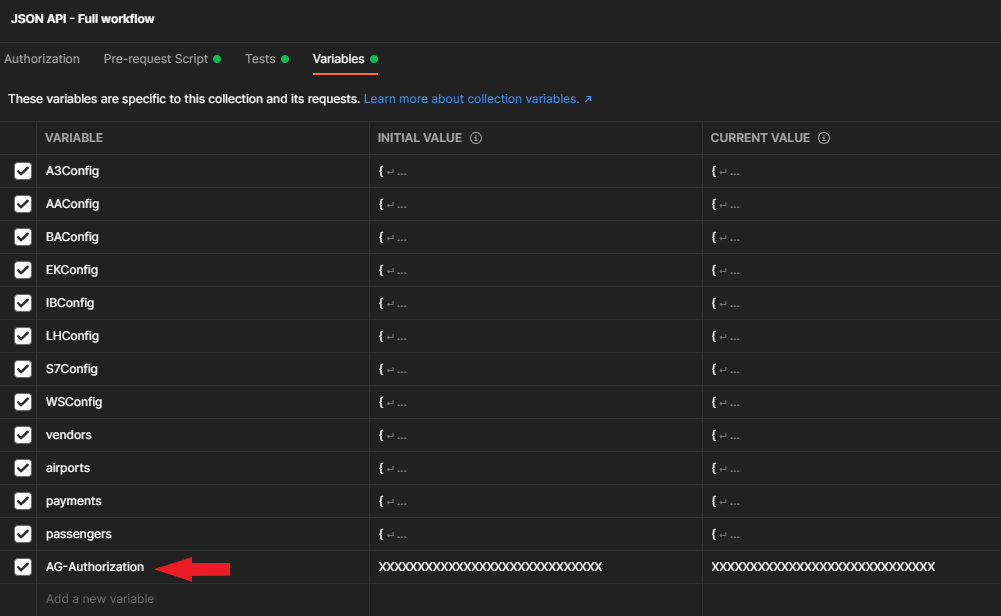 JSON API - Full workflow
Authorization Pre-request Script Tests Variables
These variables are specific to this collection and its requests. Learn more about collection variables. ↗
VARIABLE INITIAL VALUE CURRENT VALUE
A3Config { ↵ ... { ↵ ...
AAConfig { ↵ ... { ↵ ...
BAConfig { ↵ ... { ↵ ...
EKConfig { ↵ ... { ↵ ...
IBConfig { ↵ ... { ↵ ...
LHConfig { ↵ ... { ↵ ...
S7Config { ↵ ... { ↵ ...
WSConfig { ↵ ... { ↵ ...
vendors { ↵ ... { ↵ ...
airports { ↵ ... { ↵ ...
payments { ↵ ... { ↵ ...
passengers { ↵ ... { ↵ ...
AG-Authorization XXXXXXXXXXXXXXXXXXXXXXXXXXXXX XXXXXXXXXXXXXXXXXXXXXXXXXXXXX
Add a new variable